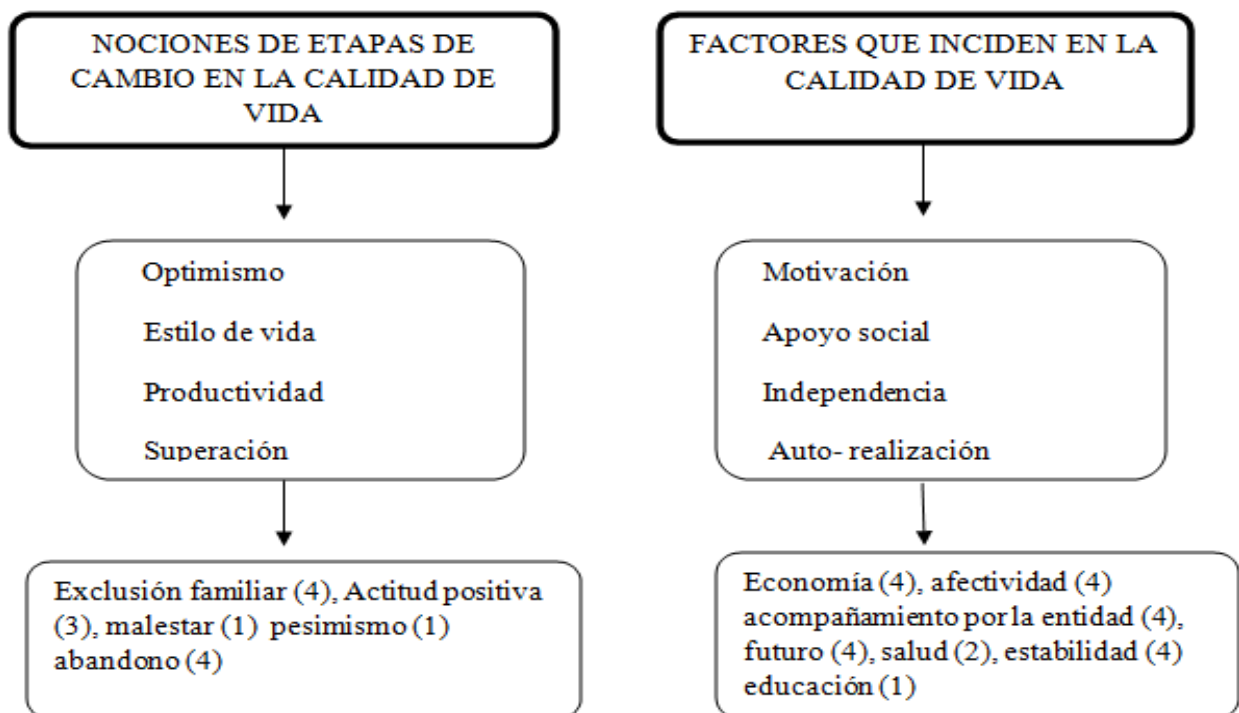 NOCIONES DE ETAPAS DE
CAMBIO EN LA CALIDAD DE
VIDA
Optimismo
Estilo de vida
Productividad
Superación
Exclusión familiar (4), Actitud positiva
(3), malestar (1) pesimismo (1)
abandono (4)
FACTORES QUE INCIDEN EN LA
CALIDAD DE VIDA
Motivación
Apoyo social
Independencia
Auto- realización
Economía (4), afectividad (4)
acompañamiento por la entidad (4),
futuro (4), salud (2), estabilidad (4)
educación (1)